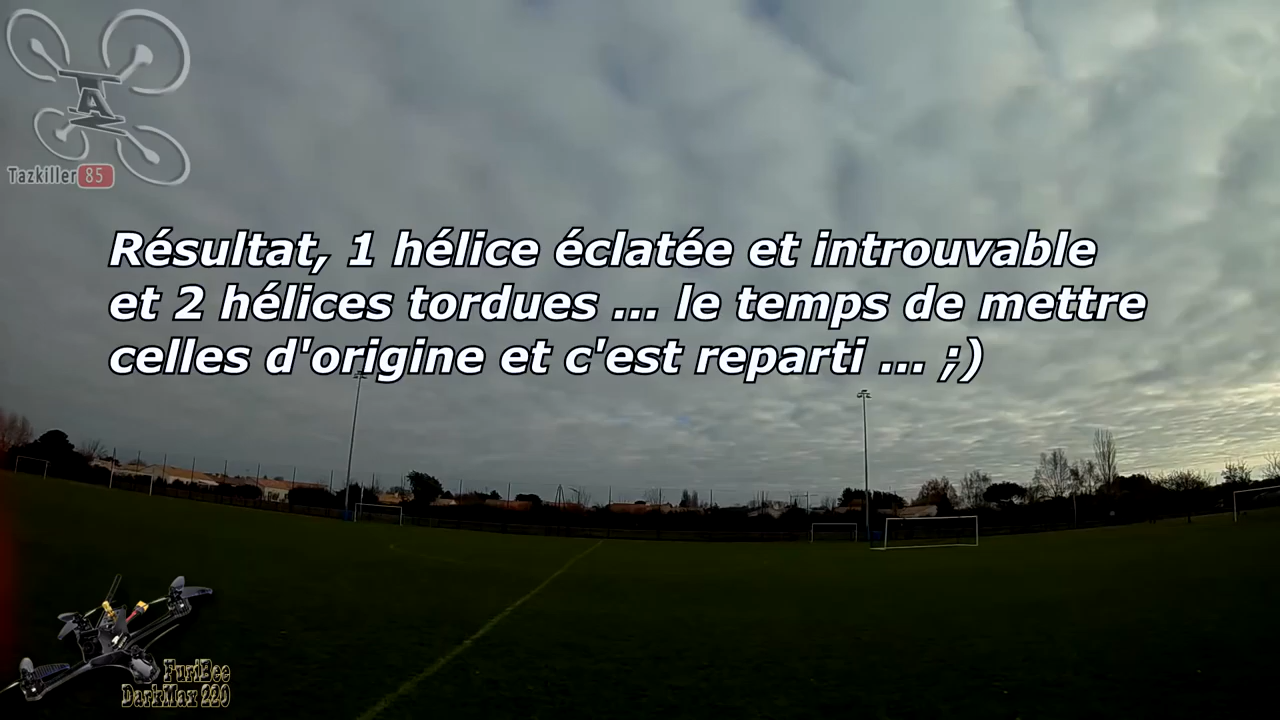 TAZ
Tazkiller 85
Résultat, 1 hélice éclatée et introuvable
et 2 hélices tordues ... le temps de mettre
celles d'origine et c'est reparti ... ;)
FuriBee
DarkMax 220